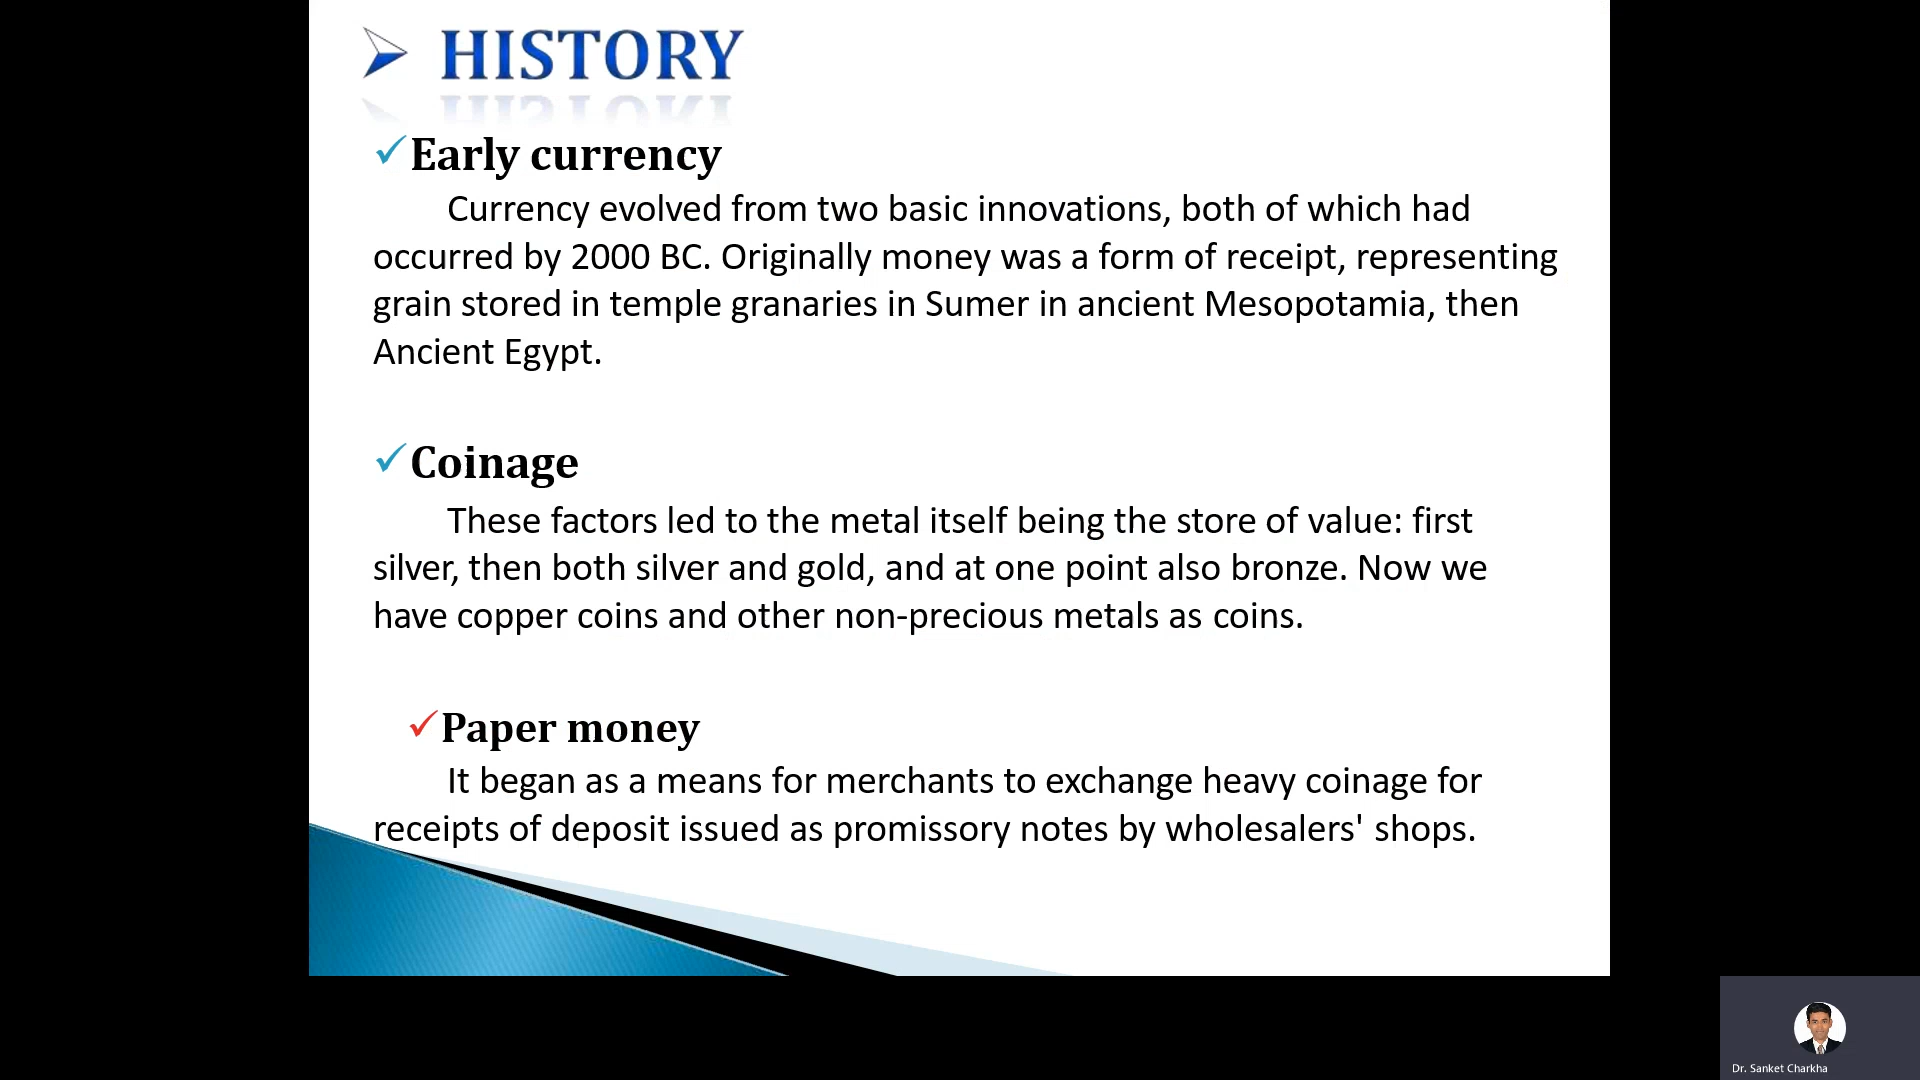 HISTORY
Early currency
Currency evolved from two basic innovations, both of which had
occurred by 2000 BC. Originally money was a form of receipt, representing
grain stored in temple granaries in Sumer in ancient Mesopotamia, then
Ancient Egypt.
Coinage
These factors led to the metal itself being the store of value: first
silver, then both silver and gold, and at one point also bronze. Now we
have copper coins and other non-precious metals as coins.
Paper money
It began as a means for merchants to exchange heavy coinage for
receipts of deposit issued as promissory notes by wholesalers' shops.
Dr. Sanket Charkha